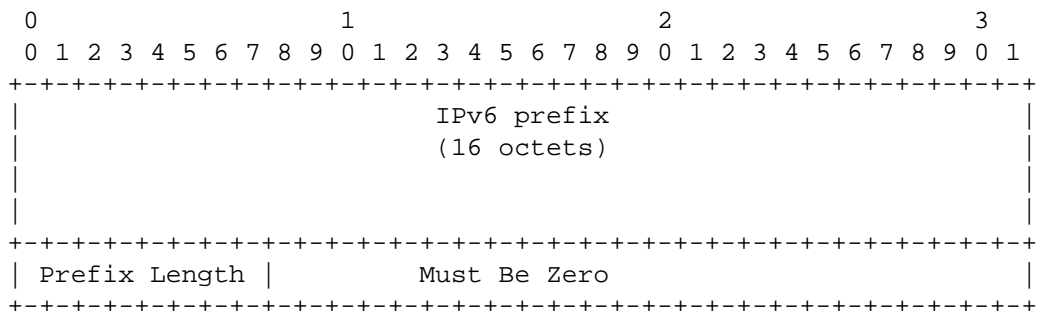 0                   1                   2                   3
 0 1 2 3 4 5 6 7 8 9 0 1 2 3 4 5 6 7 8 9 0 1 2 3 4 5 6 7 8 9 0 1
+-+-+-+-+-+-+-+-+-+-+-+-+-+-+-+-+-+-+-+-+-+-+-+-+-+-+-+-+-+-+-+-+
|                          IPv6 prefix                          |
|                          (16 octets)                          |
|                                                               |
|                                                               |
+-+-+-+-+-+-+-+-+-+-+-+-+-+-+-+-+-+-+-+-+-+-+-+-+-+-+-+-+-+-+-+-+
| Prefix Length |         Must Be Zero                          |
+-+-+-+-+-+-+-+-+-+-+-+-+-+-+-+-+-+-+-+-+-+-+-+-+-+-+-+-+-+-+-+-+